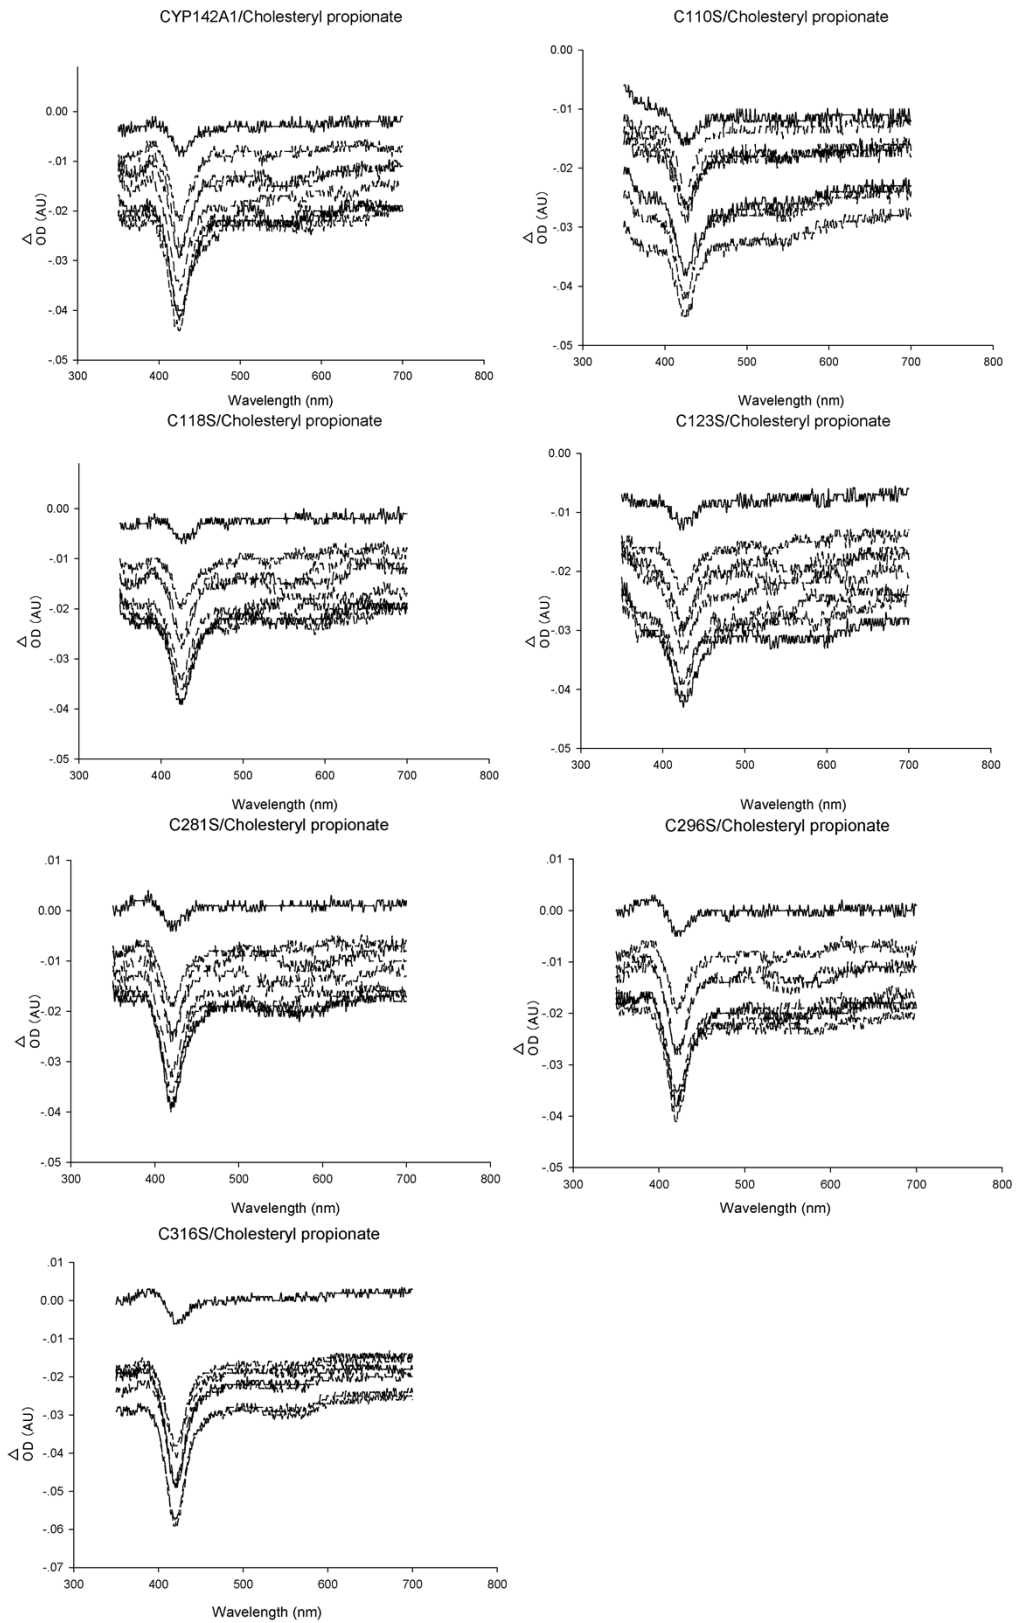 CYP142A1/Cholesteryl propionate
0.00
-.01
-.02
-.03
-.04
-.05
Δ
OD (AU)
300 400 500 600 700 800
Wavelength (nm)
C110S/Cholesteryl propionate
0.00
-.01
-.02
-.03
-.04
-.05
Δ
OD (AU)
300 400 500 600 700 800
Wavelength (nm)
C118S/Cholesteryl propionate
0.00
-.01
-.02
-.03
-.04
-.05
Δ
OD (AU)
300 400 500 600 700 800
Wavelength (nm)
C123S/Cholesteryl propionate
0.00
-.01
-.02
-.03
-.04
-.05
Δ
OD (AU)
300 400 500 600 700 800
Wavelength (nm)
C281S/Cholesteryl propionate
.01
0.00
-.01
-.02
-.03
-.04
-.05
Δ
OD (AU)
300 400 500 600 700 800
Wavelength (nm)
C296S/Cholesteryl propionate
.01
0.00
-.01
-.02
-.03
-.04
-.05
Δ
OD (AU)
300 400 500 600 700 800
Wavelength (nm)
C316S/Cholesteryl propionate
.01
0.00
-.01
-.02
-.03
-.04
-.05
-.06
-.07
Δ
OD (AU)
300 400 500 600 700 800
Wavelength (nm)